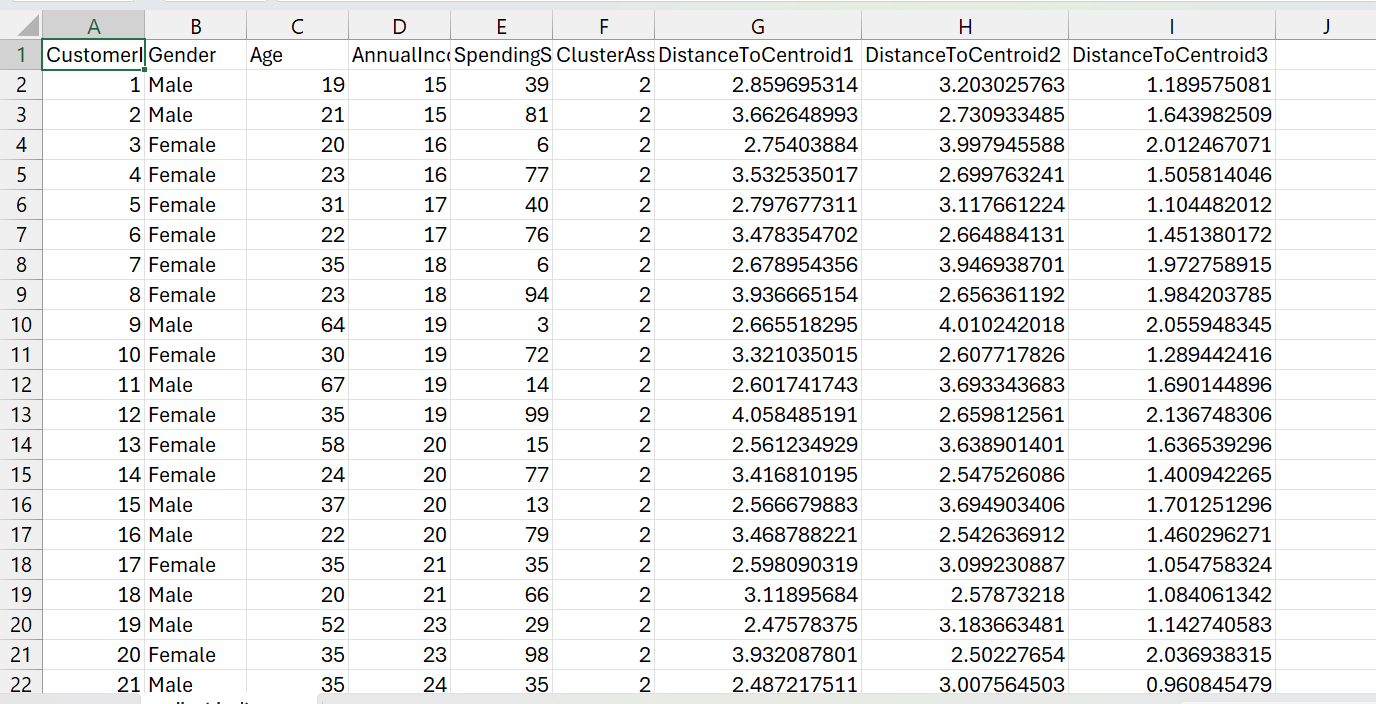 A B C D E F G H I J
1 CustomerI Gender Age AnnualInc SpendingS ClusterAss DistanceToCentroid1 DistanceToCentroid2 DistanceToCentroid3
2 1 Male 19 15 39 2 2.859695314 3.203025763 1.189575081
3 2 Male 21 15 81 2 3.662648993 2.730933485 1.643982509
4 3 Female 20 16 6 2 2.75403884 3.997945588 2.012467071
5 4 Female 23 16 77 2 3.532535017 2.699763241 1.505814046
6 5 Female 31 17 40 2 2.797677311 3.117661224 1.104482012
7 6 Female 22 17 76 2 3.478354702 2.664884131 1.451380172
8 7 Female 35 18 6 2 2.678954356 3.946938701 1.972758915
9 8 Female 23 18 94 2 3.936665154 2.656361192 1.984203785
10 9 Male 64 19 3 2 2.665518295 4.010242018 2.055948345
11 10 Female 30 19 72 2 3.321035015 2.607717826 1.289442416
12 11 Male 67 19 14 2 2.601741743 3.693343683 1.690144896
13 12 Female 35 19 99 2 4.058485191 2.659812561 2.136748306
14 13 Female 58 20 15 2 2.561234929 3.638901401 1.636539296
15 14 Female 24 20 77 2 3.416810195 2.547526086 1.400942265
16 15 Male 37 20 13 2 2.566679883 3.694903406 1.701251296
17 16 Male 22 20 79 2 3.468788221 2.542636912 1.460296271
18 17 Female 35 21 35 2 2.598090319 3.099230887 1.054758324
19 18 Male 20 21 66 2 3.11895684 2.57873218 1.084061342
20 19 Male 52 23 29 2 2.47578375 3.183663481 1.142740583
21 20 Female 35 23 98 2 3.932087801 2.50227654 2.036938315
22 21 Male 35 24 35 2 2.487217511 3.007564503 0.960845479